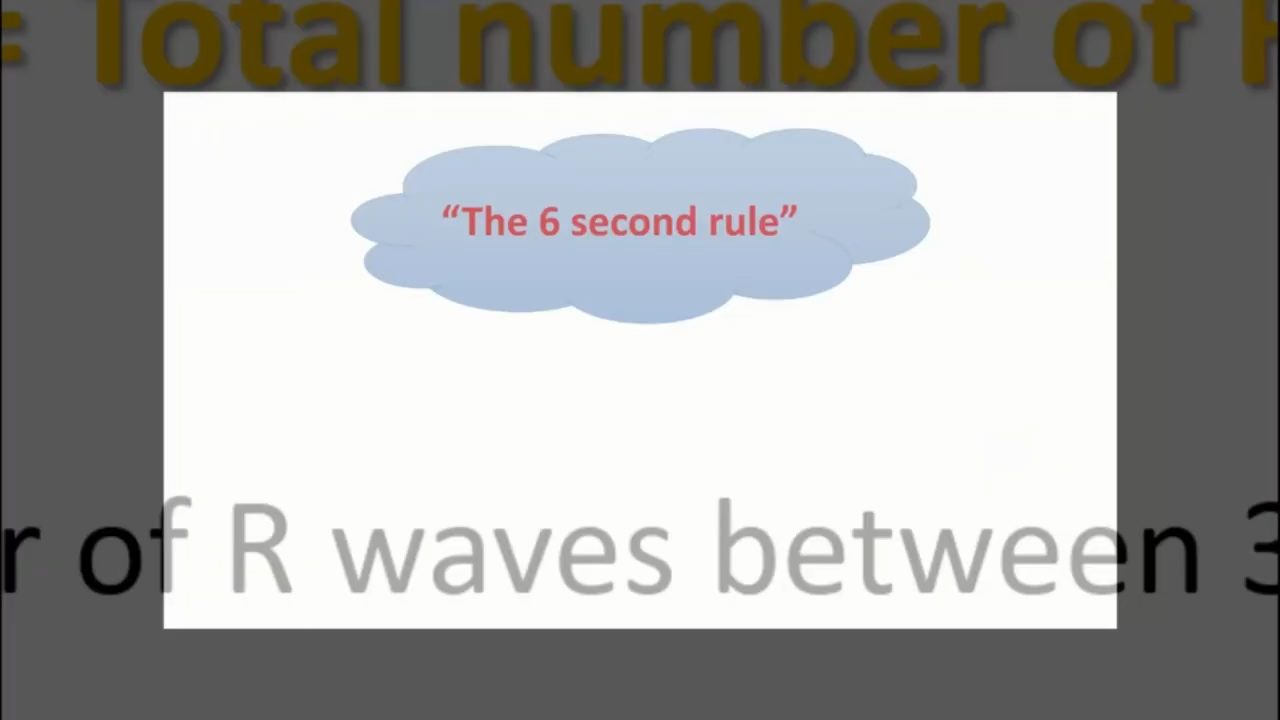 = Total number of
“The 6 second rule”
of R waves between 3